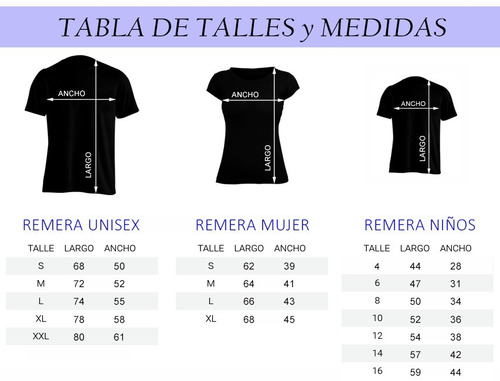 TABLA DE TALLES y MEDIDAS
ANCHO
LARGO
ANCHO
LARGO
ANCHO
LARGO
REMERA UNISEX
TALLE LARGO ANCHO
S 68 50
M 72 52
L 74 55
XL 78 58
XXL 80 61
REMERA MUJER
TALLE LARGO ANCHO
S 62 39
M 64 41
L 66 43
XL 68 45
REMERA NIÑOS
TALLE LARGO ANCHO
4 44 28
6 47 31
8 50 34
10 52 36
12 54 38
14 57 42
16 59 44